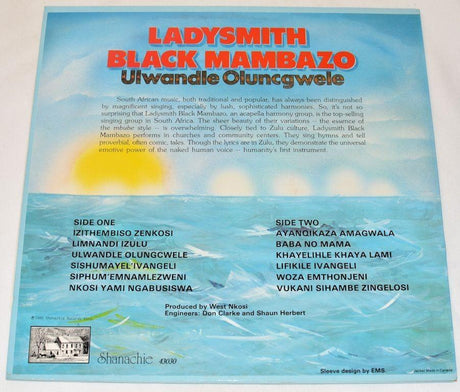 LADYSMITH
BLACK MAMBAZO
Ulwandle Oluncgwele
South African music, both traditional and popular, has always been distinguished
by magnificent singing, especially, by lush, sophisticated harmonies. So, it's not so
surprising that Ladysmith Black Mambazo, an acapella harmony group, is the top-selling
singing group in South Africa. The sheer beauty of their variations - the essence of
the mbube style - is overwhelming. Closely tied to Zulu culture, Ladysmith Black
Mambazo perform in churches and community centers. They sing hymns and tell
proverbial, often comic, tales. Though the lyrics are in Zulu, they demonstrate the universal
emotive power of the naked human voice - humanity's first instrument.
SIDE ONE
IZITHEMBISO ZENKOSI
LIMNANDI IZULU
ULWANDLE OLUNGCWELE
SISHUMAYEL'IVANGELI
SIPHUM'EMNAMLEZWENI
NKOSI YAMI NGABUSISWA
SIDE TWO
AYANQIKAZA AMAGWALA
BABA NO MAMA
KHAYELIHLE KHAYA LAMI
LIFIKILE IVANGELI
WOZA EMTHONJENI
VUKANI SIHAMBE ZINGELOSI
Produced by West Nkosi
Engineers: Don Clarke and Shaun Herbert
Shanachie 43030
Sleeve design by EMS
Jacket Made in Canada